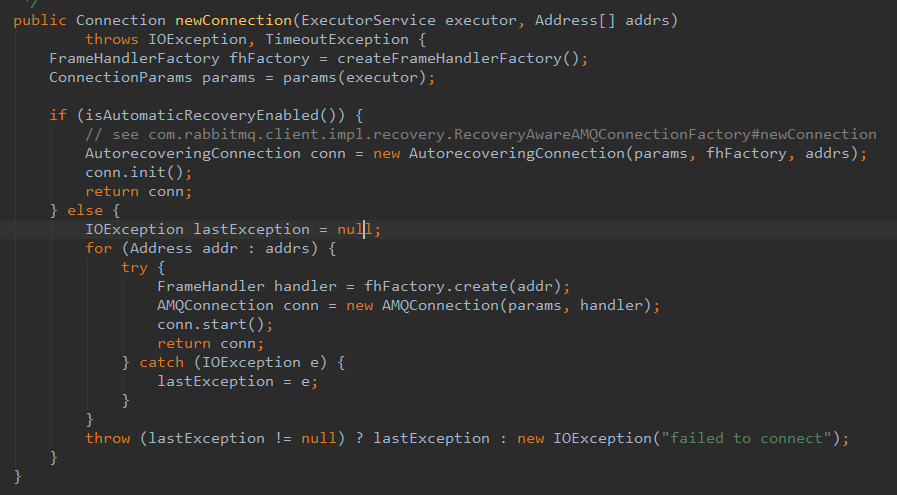 */
public Connection newConnection(ExecutorService executor, Address[] addrs)
        throws IOException, TimeoutException {
    FrameHandlerFactory fhFactory = createFrameHandlerFactory();
    ConnectionParams params = params(executor);

    if (isAutomaticRecoveryEnabled()) {
        // see com.rabbitmq.client.impl.recovery.RecoveryAwareAMQConnectionFactory#newConnection
        AutorecoveringConnection conn = new AutorecoveringConnection(params, fhFactory, addrs);
        conn.init();
        return conn;
    } else {
        IOException lastException = null;
        for (Address addr : addrs) {
            try {
                FrameHandler handler = fhFactory.create(addr);
                AMQConnection conn = new AMQConnection(params, handler);
                conn.start();
                return conn;
            } catch (IOException e) {
                lastException = e;
            }
        }
        throw (lastException != null) ? lastException : new IOException("failed to connect");
    }
}